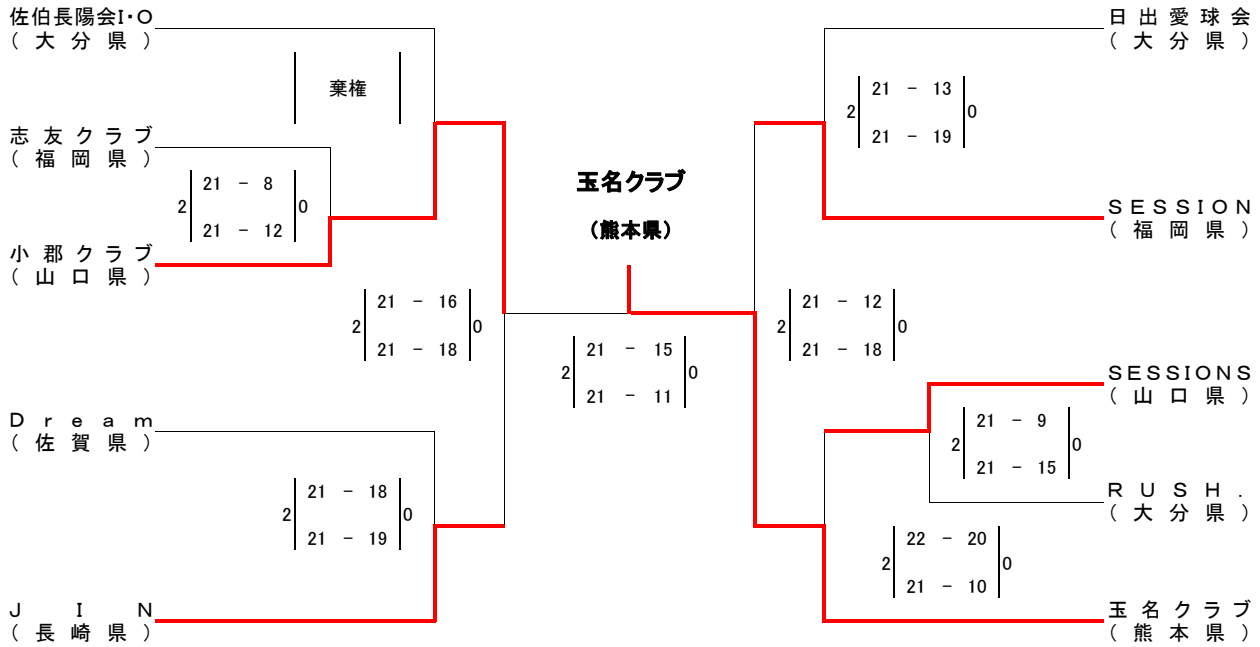 佐伯長陽会I・O
(大分県)
棄権
志友クラブ
(福岡県)
21 - 8
2 0
21 - 12
小郡クラブ
(山口県)
21 - 16
2 0
21 - 18
Dream
(佐賀県)
21 - 18
2 0
21 - 19
JIN
(長崎県)
玉名クラブ
(熊本県)
21 - 15
2 0
21 - 11
日出愛球会
(大分県)
21 - 13
2 0
21 - 19
SESSION
(福岡県)
21 - 12
2 0
21 - 18
SESSIONS
(山口県)
21 - 9
2 0
21 - 15
RUSH.
(大分県)
22 - 20
2 0
21 - 10
玉名クラブ
(熊本県)